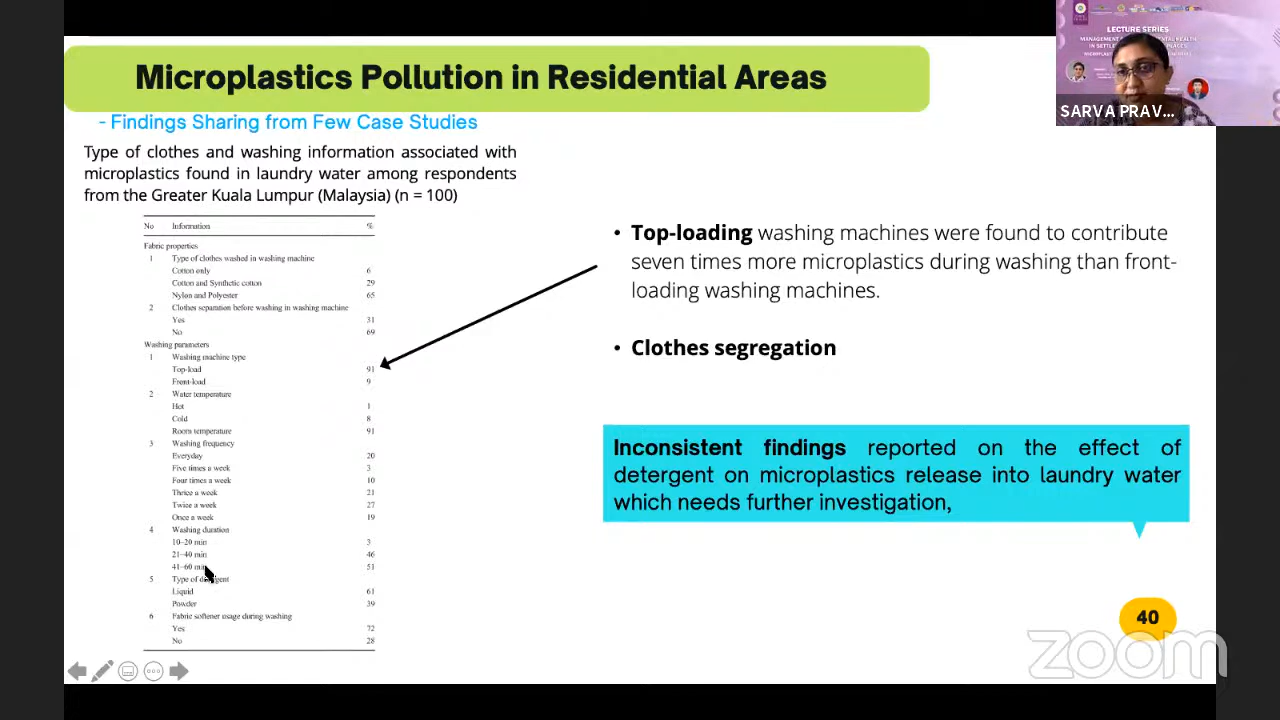 Microplastics Pollution in Residential Areas
- Findings Sharing from Few Case Studies
Type of clothes and washing information associated with
microplastics found in laundry water among respondents
from the Greater Kuala Lumpur (Malaysia) (n = 100)
No Information %
Fabric properties
1 Type of clothes washed in washing machine
Cotton only 6
Cotton and Synthetic cotton 29
Nylon and Polyester 65
2 Clothes separation before washing in washing machine
Yes 31
No 69
Washing parameters
1 Washing machine type
Top-load 91
Front-load 9
2 Water temperature
Hot 1
Cold 8
Room temperature 91
3 Washing frequency
Everyday 20
Five times a week 3
Four times a week 10
Thrice a week 21
Twice a week 27
Once a week 19
4 Washing duration
10–20 min 3
21–40 min 46
41–60 min 51
5 Type of detergent
Liquid 61
Powder 39
6 Fabric softener usage during washing
Yes 72
No 28
• Top-loading washing machines were found to contribute
seven times more microplastics during washing than front-
loading washing machines.
• Clothes segregation
Inconsistent findings reported on the effect of
detergent on microplastics release into laundry water
which needs further investigation,
40
zoom
LECTURE SERIES
SARVA PRAV...